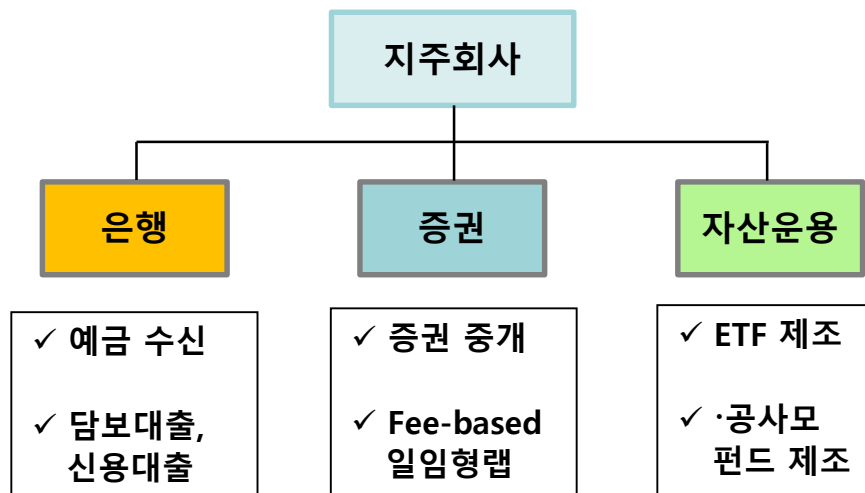 지주회사
은행
증권
자산운용
✓ 예금 수신
✓ 담보대출,
신용대출
✓ 증권 중개
✓ Fee-based
일임형랩
✓ ETF 제조
✓ ·공사모
펀드 제조